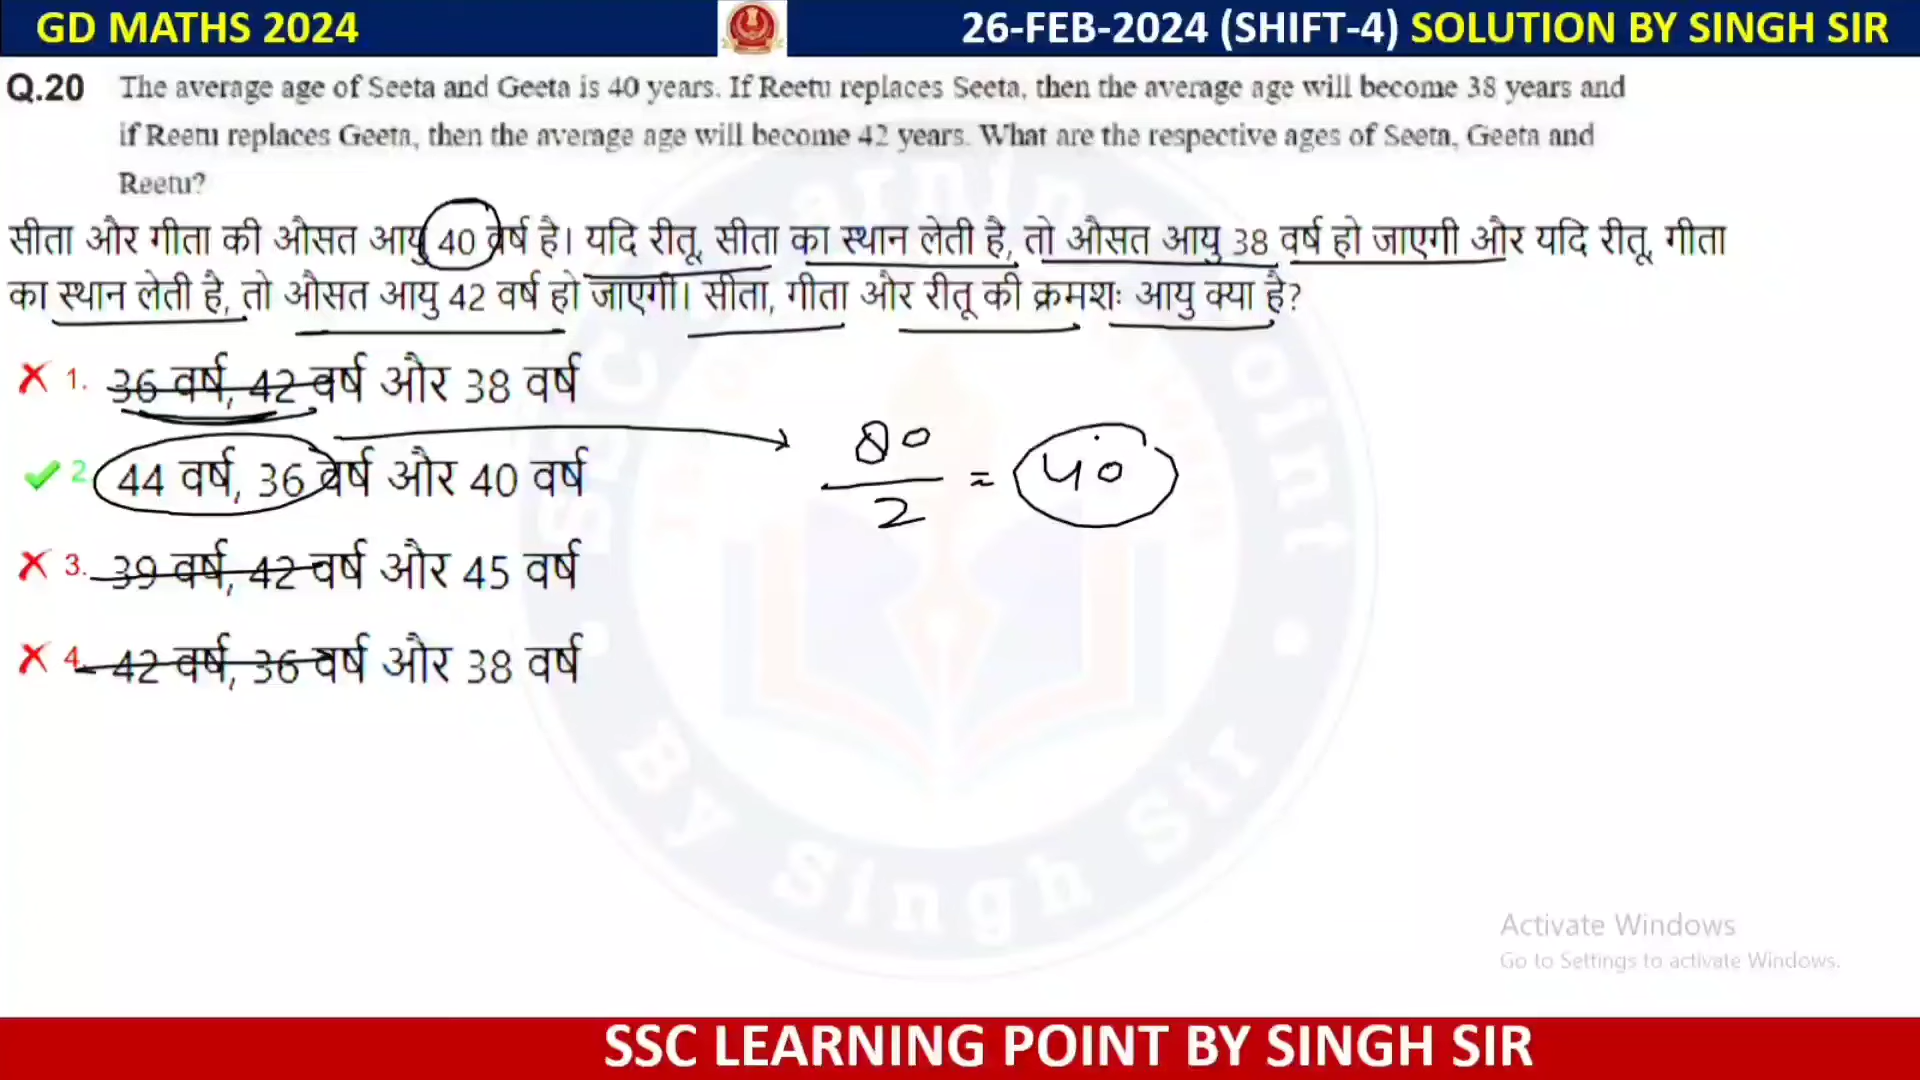 GD MATHS 2024
26-FEB-2024 (SHIFT-4) SOLUTION BY SINGH SIR
Q.20 The average age of Seeta and Geeta is 40 years. If Reetu replaces Seeta, then the average age will become 38 years and
if Reetu replaces Geeta, then the average age will become 42 years. What are the respective ages of Seeta, Geeta and
Reetu?
सीता और गीता की औसत आयु 40 वर्ष है। यदि रीतू, सीता का स्थान लेती है, तो औसत आयु 38 वर्ष हो जाएगी और यदि रीतू, गीता
का स्थान लेती है, तो औसत आयु 42 वर्ष हो जाएगी। सीता, गीता और रीतू की क्रमशः आयु क्या है?
1. 36 वर्ष, 42 वर्ष और 38 वर्ष
2. 44 वर्ष, 36 वर्ष और 40 वर्ष
80
2
= 40
3. 39 वर्ष, 42 वर्ष और 45 वर्ष
4. 42 वर्ष, 36 वर्ष और 38 वर्ष
SSC Learning Point
By Singh Sir
Activate Windows
Go to Settings to activate Windows.
SSC LEARNING POINT BY SINGH SIR